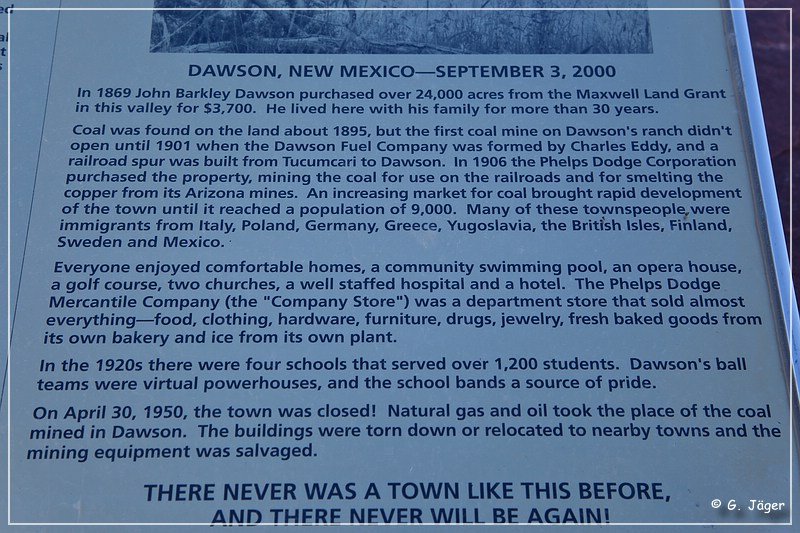 DAWSON, NEW MEXICO—SEPTEMBER 3, 2000
In 1869 John Barkley Dawson purchased over 24,000 acres from the Maxwell Land Grant
in this valley for $3,700. He lived here with his family for more than 30 years.
Coal was found on the land about 1895, but the first coal mine on Dawson's ranch didn't
open until 1901 when the Dawson Fuel Company was formed by Charles Eddy, and a
railroad spur was built from Tucumcari to Dawson. In 1906 the Phelps Dodge Corporation
purchased the property, mining the coal for use on the railroads and for smelting the
copper from its Arizona mines. An increasing market for coal brought rapid development
of the town until it reached a population of 9,000. Many of these townspeople were
immigrants from Italy, Poland, Germany, Greece, Yugoslavia, the British Isles, Finland,
Sweden and Mexico.
Everyone enjoyed comfortable homes, a community swimming pool, an opera house,
a golf course, two churches, a well staffed hospital and a hotel. The Phelps Dodge
Mercantile Company (the "Company Store") was a department store that sold almost
everything—food, clothing, hardware, furniture, drugs, jewelry, fresh baked goods from
its own bakery and ice from its own plant.
In the 1920s there were four schools that served over 1,200 students. Dawson's ball
teams were virtual powerhouses, and the school bands a source of pride.
On April 30, 1950, the town was closed! Natural gas and oil took the place of the coal
mined in Dawson. The buildings were torn down or relocated to nearby towns and the
mining equipment was salvaged.
THERE NEVER WAS A TOWN LIKE THIS BEFORE,
AND THERE NEVER WILL BE AGAIN!
© G. Jäger